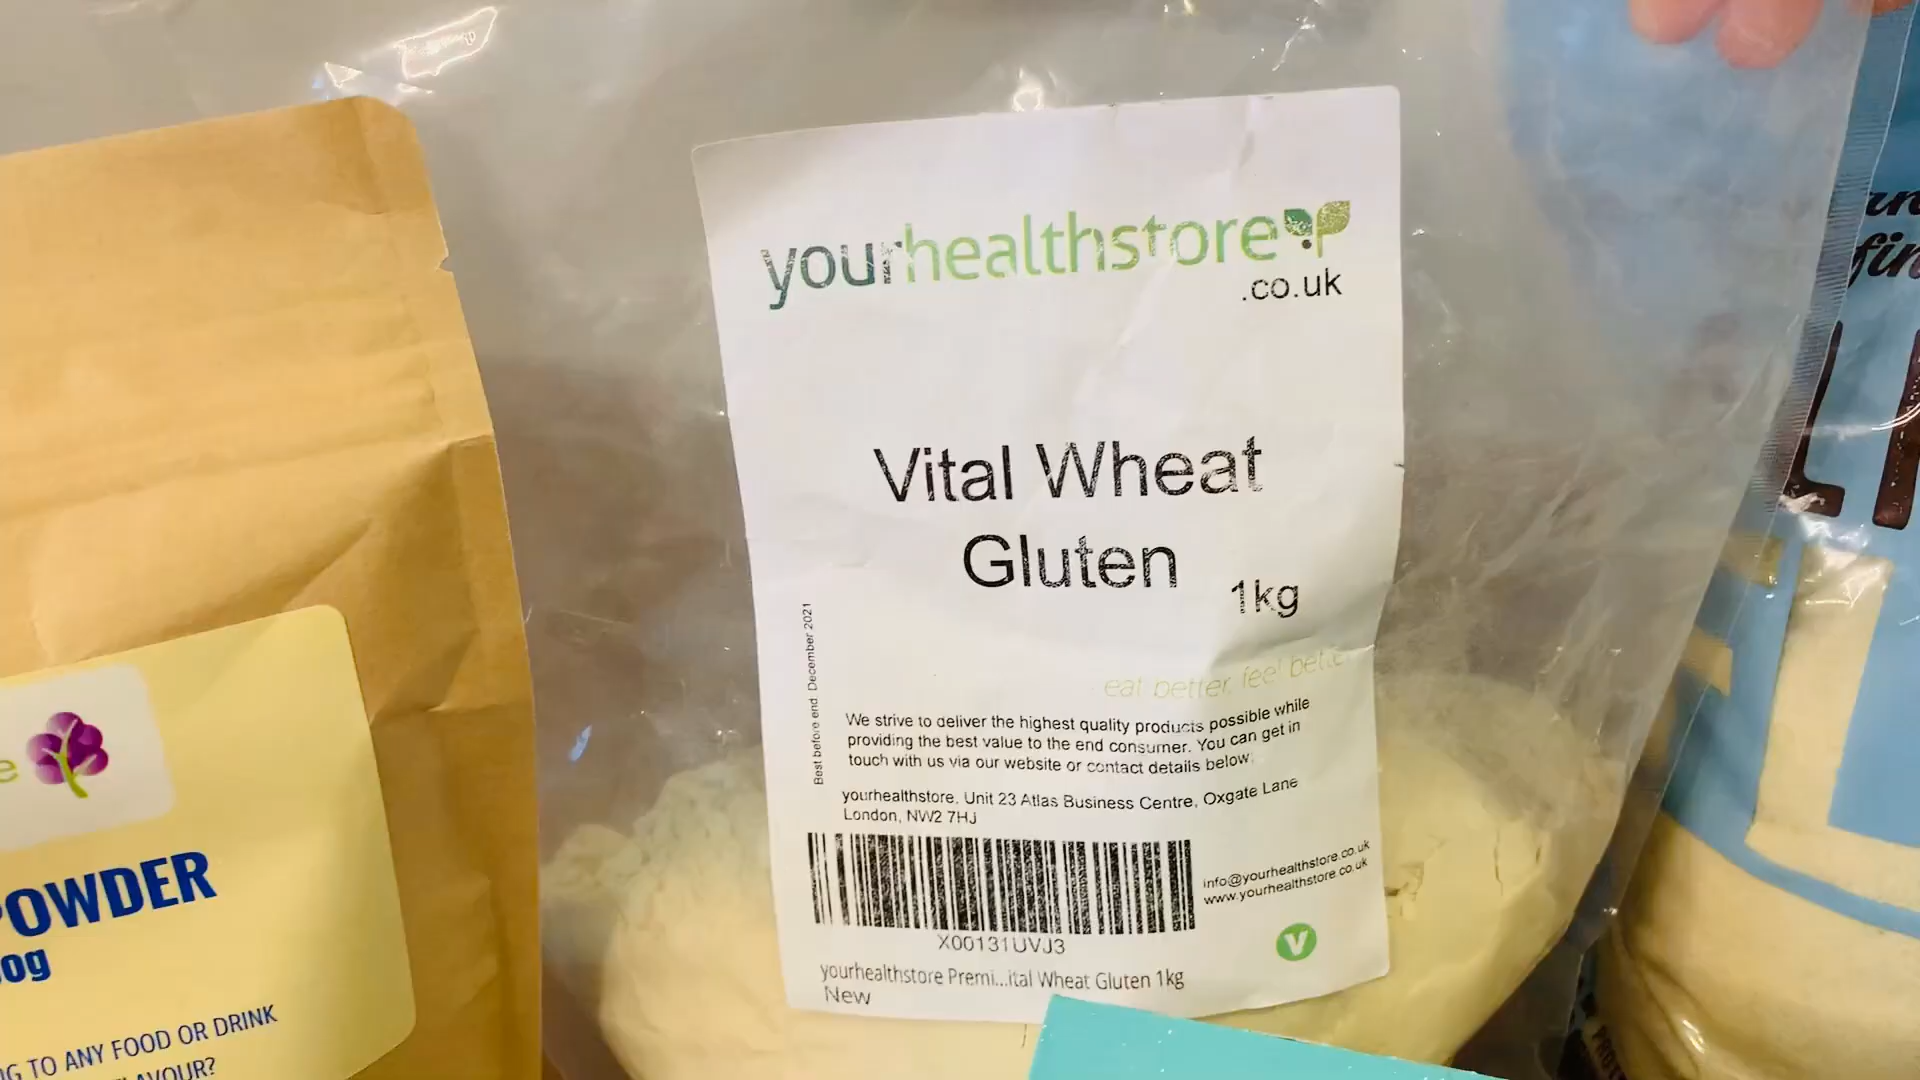 yourhealthstore
.co.uk
Vital Wheat
Gluten
1kg
Best before end: December 2021
eat better, feel better
We strive to deliver the highest quality products possible while
providing the best value to the end consumer. You can get in
touch with us via our website or contact details below:
yourhealthstore, Unit 23 Atlas Business Centre, Oxgate Lane
London, NW2 7HJ
info@yourhealthstore.co.uk
www.yourhealthstore.co.uk
X00131UVJ3
V
yourhealthstore Premi...ital Wheat Gluten 1kg
New
POWDER
TO ANY FOOD OR DRINK